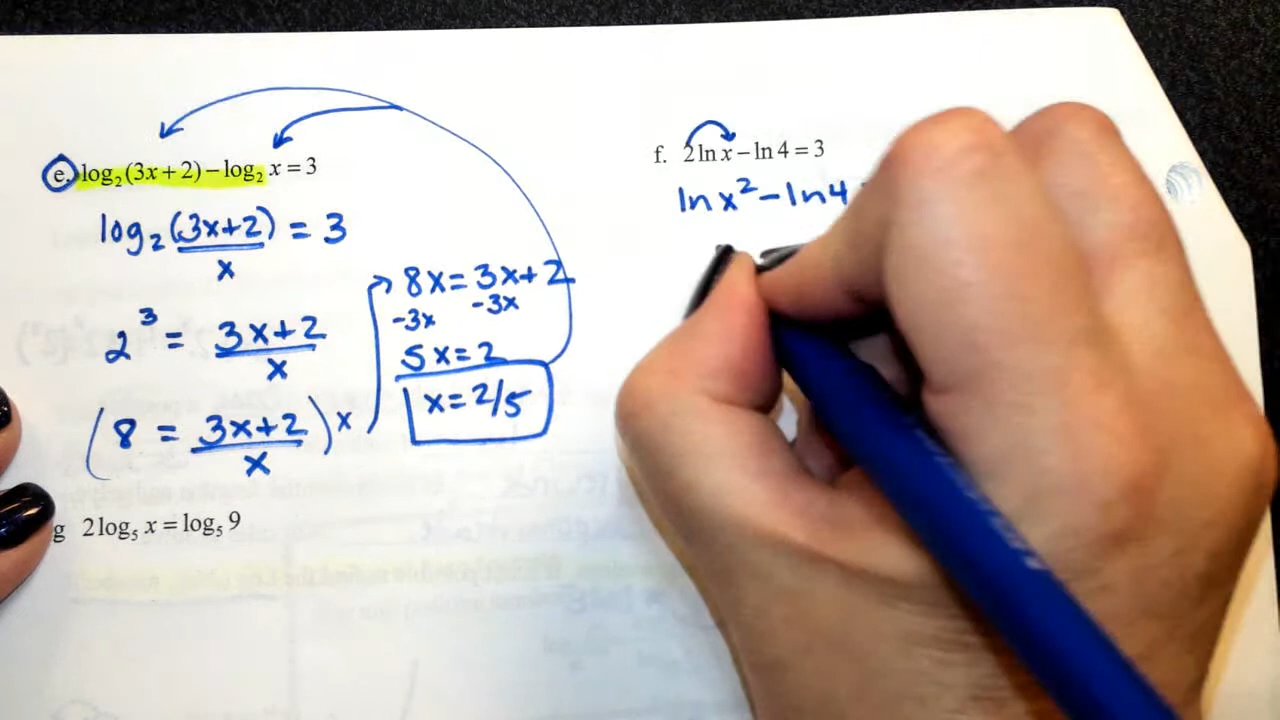 e. log₂(3x + 2) − log₂ x = 3
log₂(3x+2)/x = 3
2³ = 3x+2/x
(8 = 3x+2/x)x
8x = 3x+2
-3x -3x
5x = 2
x = 2/5
f. 2 ln x − ln 4 = 3
ln x² − ln 4
g 2 log₅ x = log₅ 9